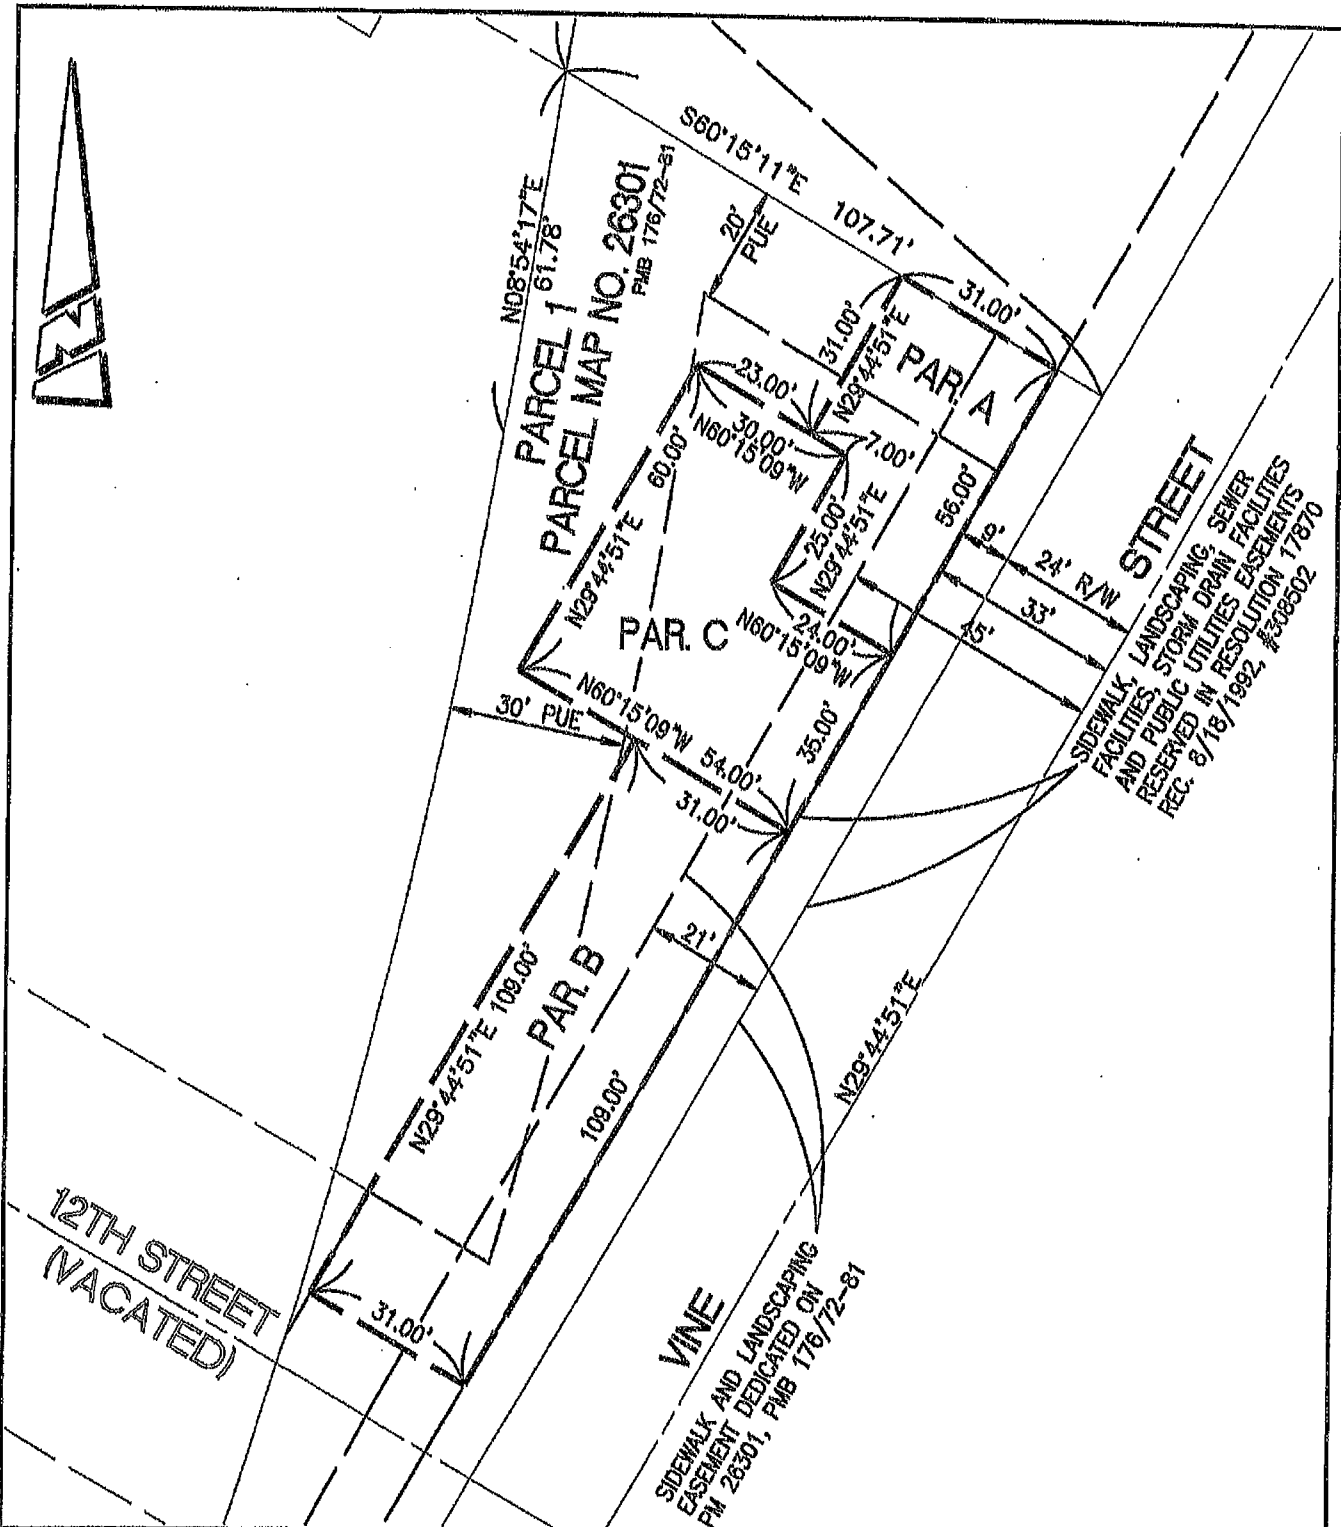 S60°15'11"E
107.71'
N08°54'17"E
61.78'
PARCEL 1
PARCEL MAP NO. 26301
PMB 176/72-81
20'
PUE
31.00'
31.00'
N29°44'51"E
PAR. A
23.00'
30.00'
N60°15'09"W
7.00'
60.00'
N29°44'51"E
25.00'
N29°44'51"E
56.00'
9'
24' R/W
33'
45'
STREET
SIDEWALK, LANDSCAPING, SEWER
FACILITIES, STORM DRAIN FACILITIES
AND PUBLIC UTILITIES EASEMENTS
RESERVED IN RESOLUTION 17870
REC. 8/18/1992, #308502
PAR. C
24.00'
N60°15'09"W
30' PUE
N60°15'09"W
54.00'
31.00'
35.00'
21'
PAR. B
N29°44'51"E 109.00'
109.00'
N29°44'51"E
12TH STREET
(VACATED)
31.00'
VINE
SIDEWALK AND LANDSCAPING
EASEMENT DEDICATED ON
PM 26301, PMB 176/72-81